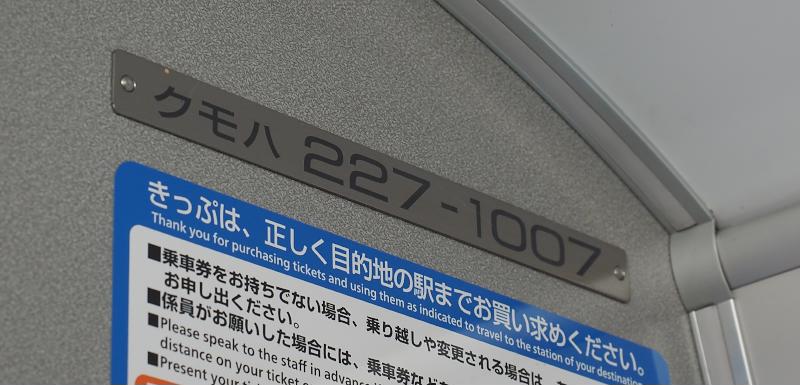 クモハ 227-1007
きっぷは、正しく目的地の駅までお買い求めください。
Thank you for purchasing tickets and using them as indicated to travel to the station of your destination.
■乗車券をお持ちでない場合、乗り越しや変更される場合は、
お申し出ください。
■係員がお願いした場合には、乗車券など
■Please speak to the staff in advance
distance on your ticket
■Present your